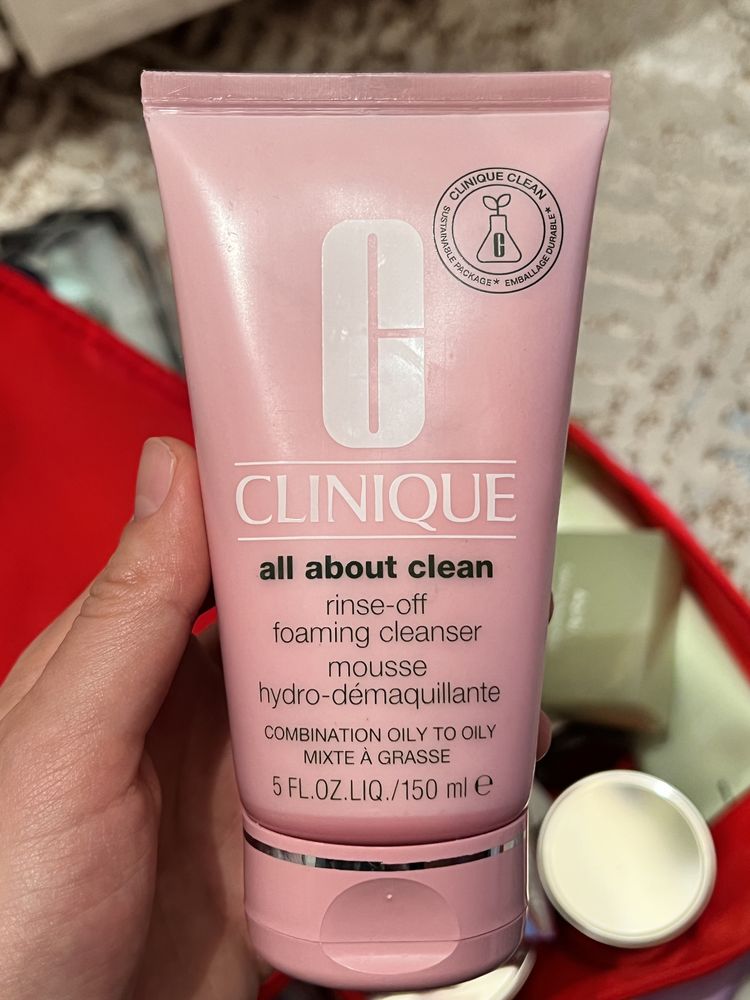 CLINIQUE CLEAN
SUSTAINABLE PACKAGE* EMBALLAGE DURABLE*
C
C
CLINIQUE
all about clean
rinse-off
foaming cleanser
mousse
hydro-démaquillante
COMBINATION OILY TO OILY
MIXTE À GRASSE
5 FL.OZ.LIQ./150 ml ℮